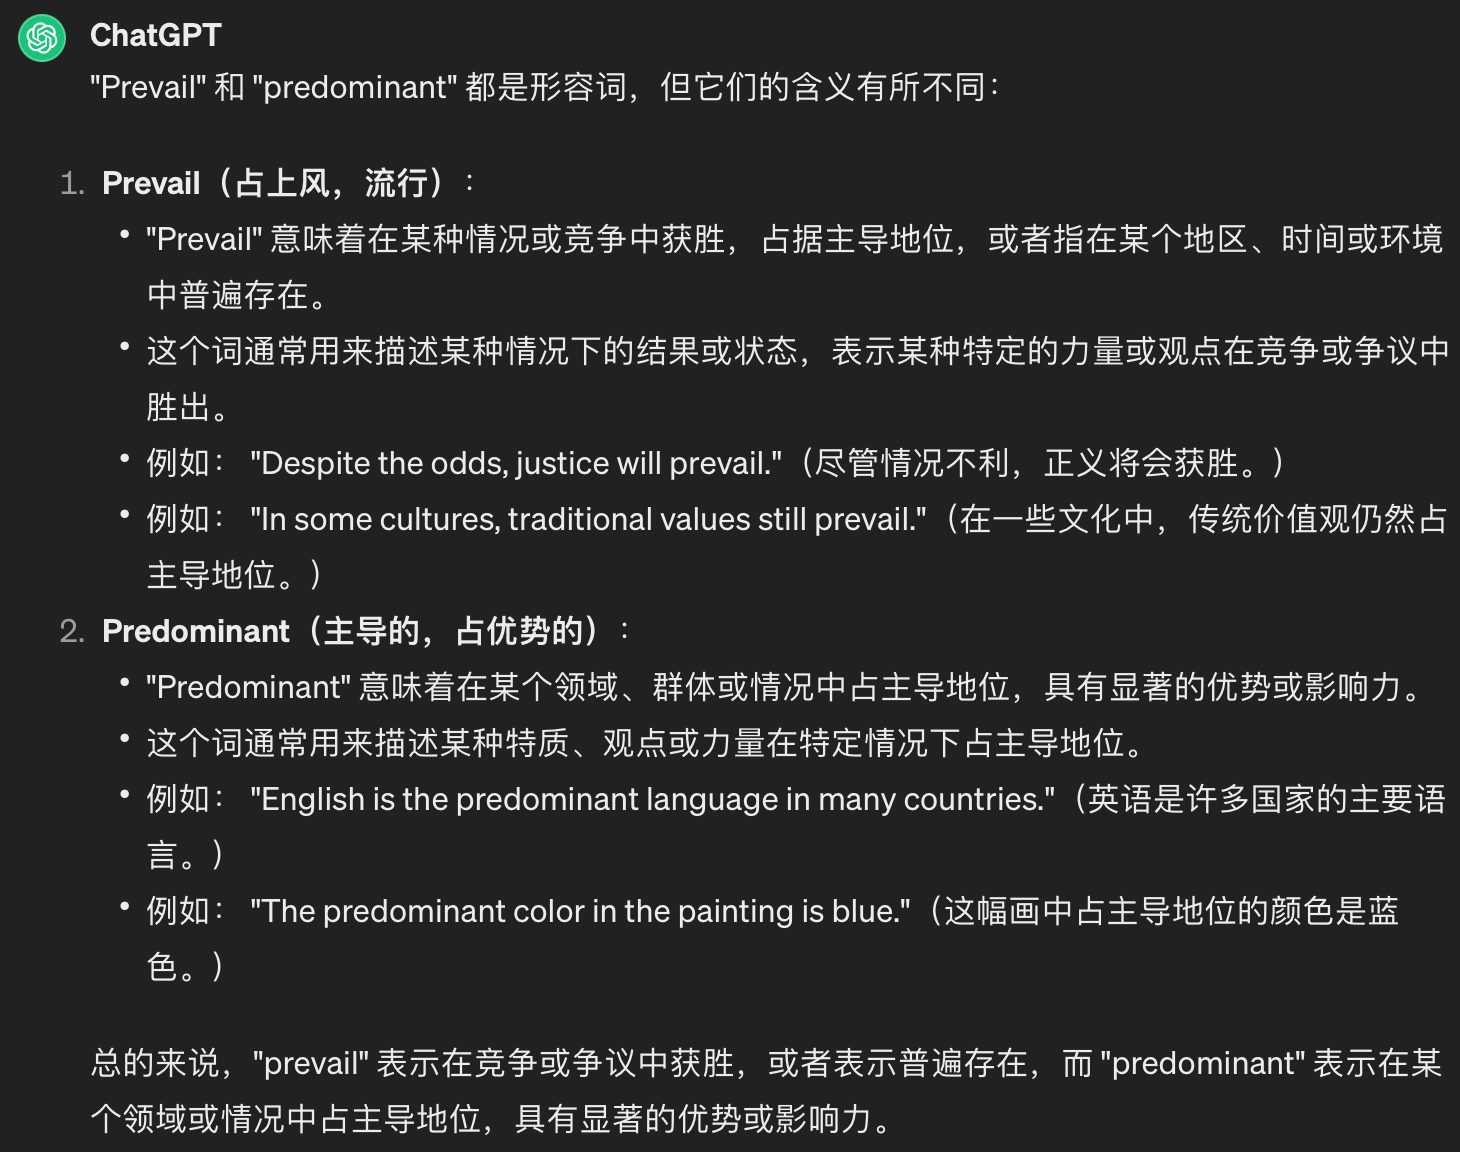 ChatGPT
"Prevail" 和 "predominant" 都是形容词，但它们的含义有所不同：
1. Prevail（占上风，流行）：
• "Prevail" 意味着在某种情况或竞争中获胜，占据主导地位，或者指在某个地区、时间或环境
中普遍存在。
• 这个词通常用来描述某种情况下的结果或状态，表示某种特定的力量或观点在竞争或争议中
胜出。
• 例如： "Despite the odds, justice will prevail."（尽管情况不利，正义将会获胜。）
• 例如： "In some cultures, traditional values still prevail."（在一些文化中，传统价值观仍然占
主导地位。）
2. Predominant（主导的，占优势的）：
• "Predominant" 意味着在某个领域、群体或情况中占主导地位，具有显著的优势或影响力。
• 这个词通常用来描述某种特质、观点或力量在特定情况下占主导地位。
• 例如： "English is the predominant language in many countries."（英语是许多国家的主要语
言。）
• 例如： "The predominant color in the painting is blue."（这幅画中占主导地位的颜色是蓝
色。）
总的来说，"prevail" 表示在竞争或争议中获胜，或者表示普遍存在，而 "predominant" 表示在某
个领域或情况中占主导地位，具有显著的优势或影响力。